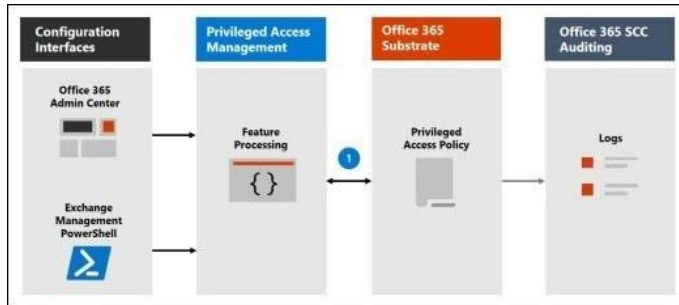 Configuration
Interfaces
Privileged Access
Management
Office 365
Substrate
Office 365 SCC
Auditing
Office 365
Admin Center
Feature
Processing
{ }
1
Privileged
Access Policy
Logs
Exchange
Management
PowerShell